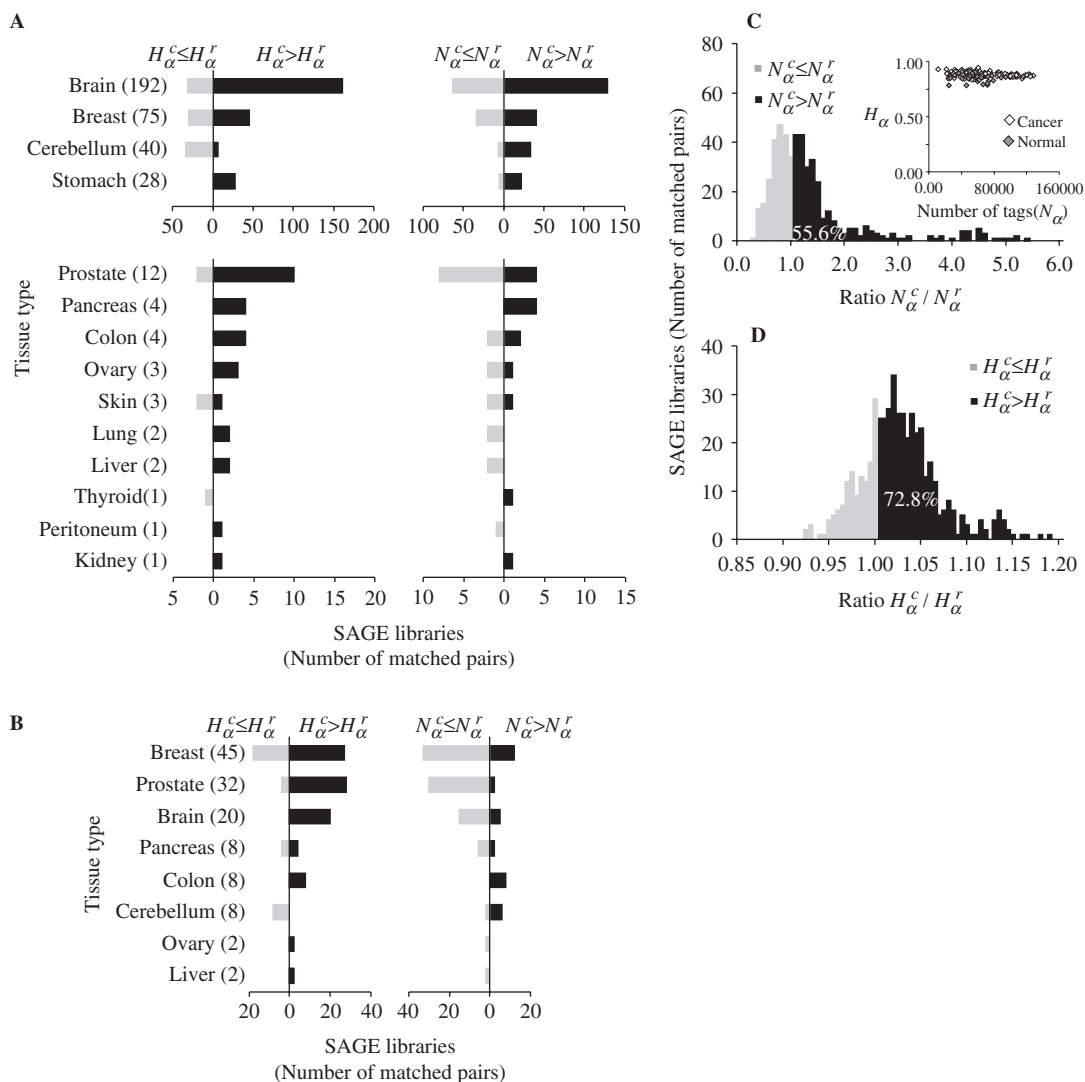 A
H_α^c≤H_α^r H_α^c>H_α^r N_α^c≤N_α^r N_α^c>N_α^r
Brain (192)
Breast (75)
Cerebellum (40)
Stomach (28)
50 0 50 100 150 200 100 50 0 50 100 150
Tissue type
Prostate (12)
Pancreas (4)
Colon (4)
Ovary (3)
Skin (3)
Lung (2)
Liver (2)
Thyroid(1)
Peritoneum (1)
Kidney (1)
5 0 5 10 15 20 10 5 0 5 10 15
SAGE libraries
(Number of matched pairs)
B
H_α^c≤H_α^r H_α^c>H_α^r N_α^c≤N_α^r N_α^c>N_α^r
Tissue type
Breast (45)
Prostate (32)
Brain (20)
Pancreas (8)
Colon (8)
Cerebellum (8)
Ovary (2)
Liver (2)
20 0 20 40 40 20 0 20
SAGE libraries
(Number of matched pairs)
C
SAGE libraries (Number of matched pairs)
80
60
40
20
0
N_α^c≤N_α^r
N_α^c>N_α^r
55.6%
0.0 1.0 2.0 3.0 4.0 5.0 6.0
Ratio N_α^c / N_α^r
H_α
1.00
0.50
0.00
Cancer
Normal
0.00 80000 160000
Number of tags(N_α)
D
40
30
20
10
0
H_α^c≤H_α^r
H_α^c>H_α^r
72.8%
0.85 0.90 0.95 1.00 1.05 1.10 1.15 1.20
Ratio H_α^c / H_α^r